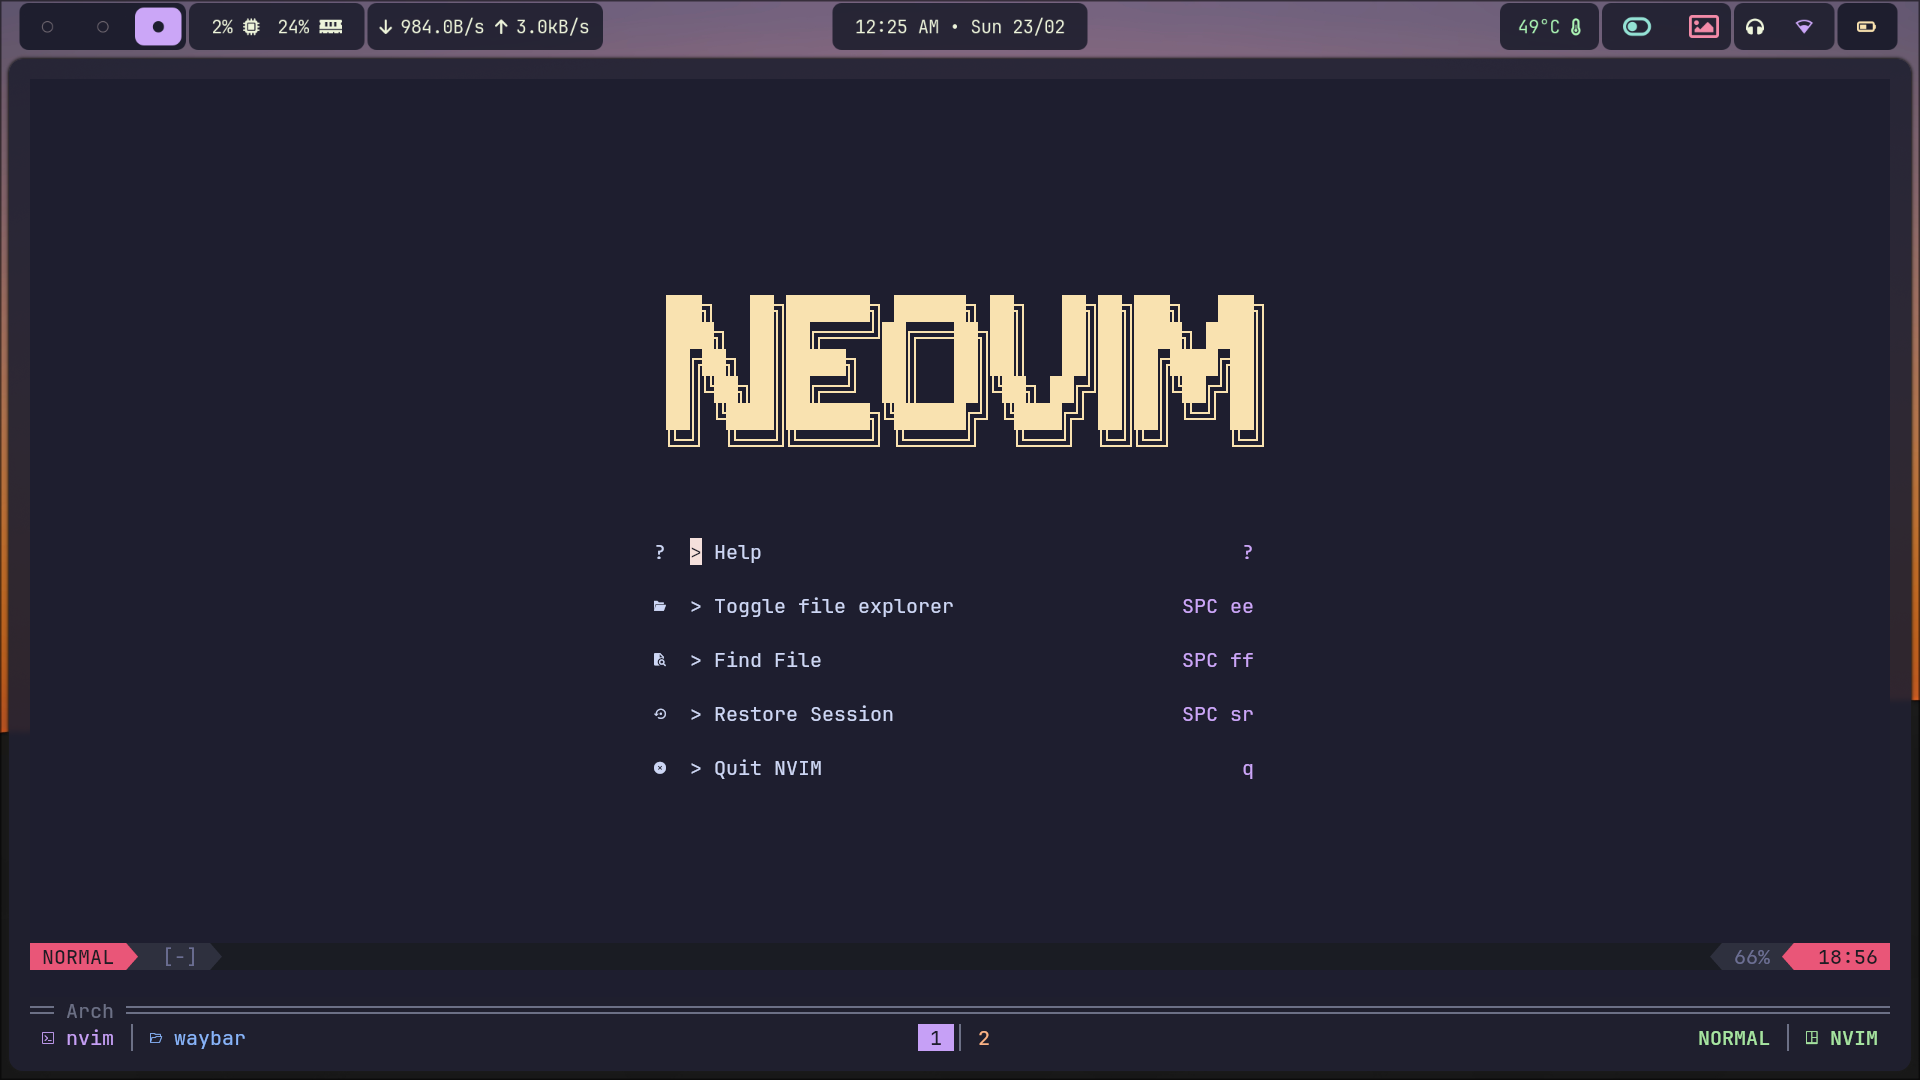 2% 24% ↓ 984.0B/s ↑ 3.0kB/s 12:25 AM • Sun 23/02 49°C
NEOVIM
? > Help ?
> Toggle file explorer SPC ee
> Find File SPC ff
> Restore Session SPC sr
> Quit NVIM q
NORMAL [-] 66% 18:56
Arch
nvim │ waybar 1 │ 2 NORMAL │ NVIM